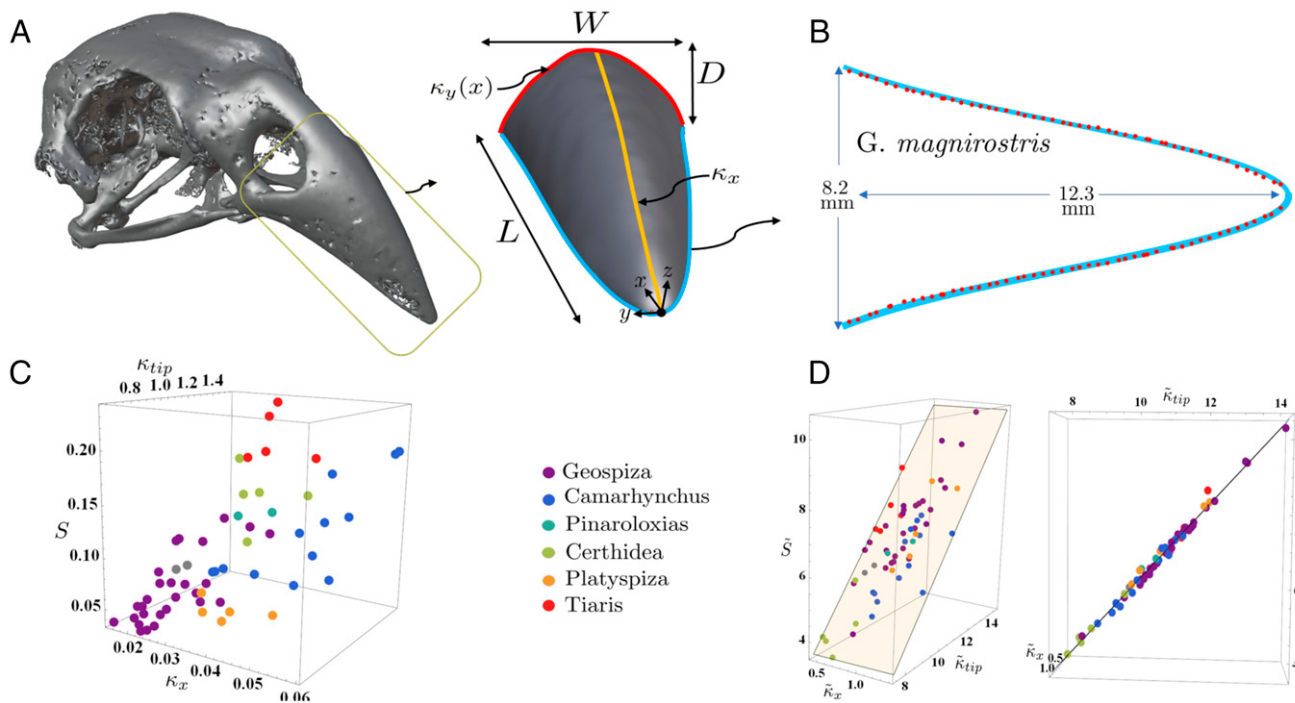 A
W
D
κy(x)
κx
L
x
z
y
B
G. magnirostris
8.2
mm
12.3
mm
C
κtip
0.8 1.0 1.2 1.4
0.20
0.15
S
0.10
0.05
0.02
0.03
0.04
0.05
0.06
κx
Geospiza
Camarhynchus
Pinaroloxias
Certhidea
Platyspiza
Tiaris
D
10
8
S̃
6
4
0.5
1.0
κ̃x
8
10
12
14
κ̃tip
8
10
κ̃tip
12
14
κ̃x
0.5
1.0
4